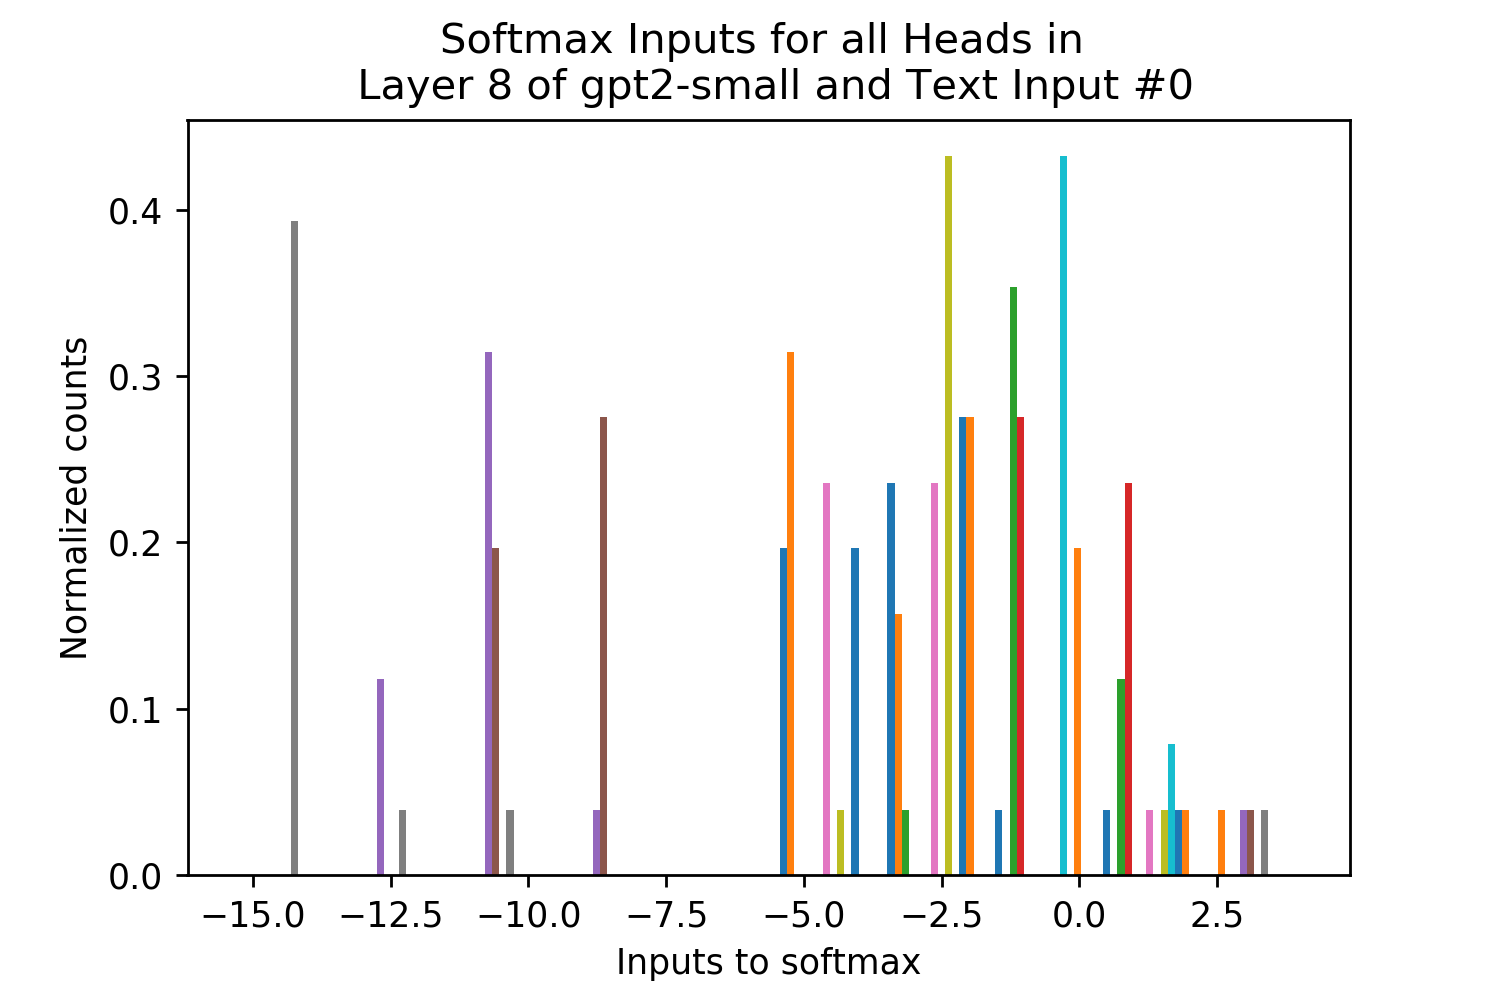 Softmax Inputs for all Heads in
Layer 8 of gpt2-small and Text Input #0
Normalized counts
0.4
0.3
0.2
0.1
0.0
−15.0 −12.5 −10.0 −7.5 −5.0 −2.5 0.0 2.5
Inputs to softmax